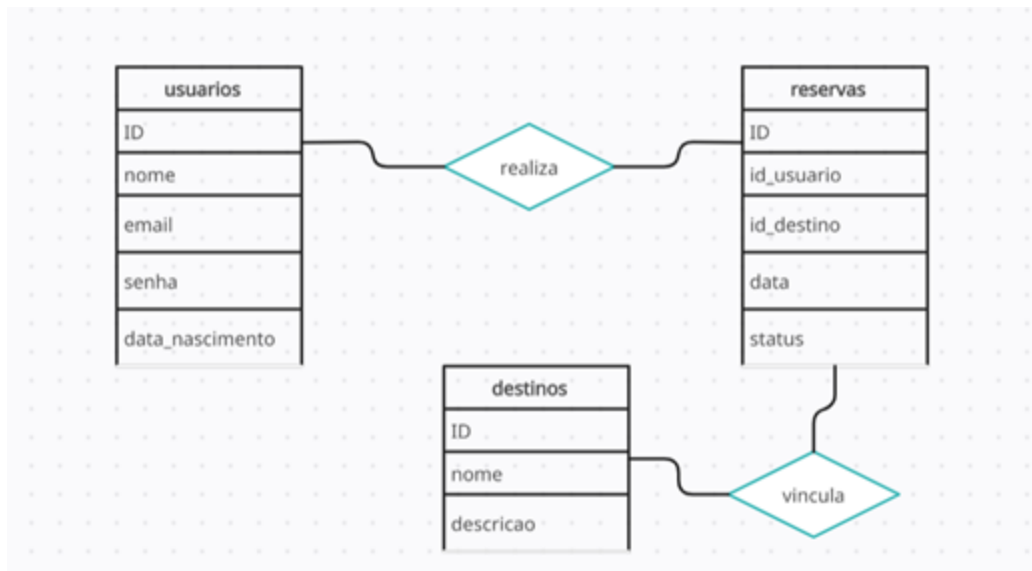 usuarios
ID
nome
email
senha
data_nascimento
realiza
reservas
ID
id_usuario
id_destino
data
status
destinos
ID
nome
descricao
vincula